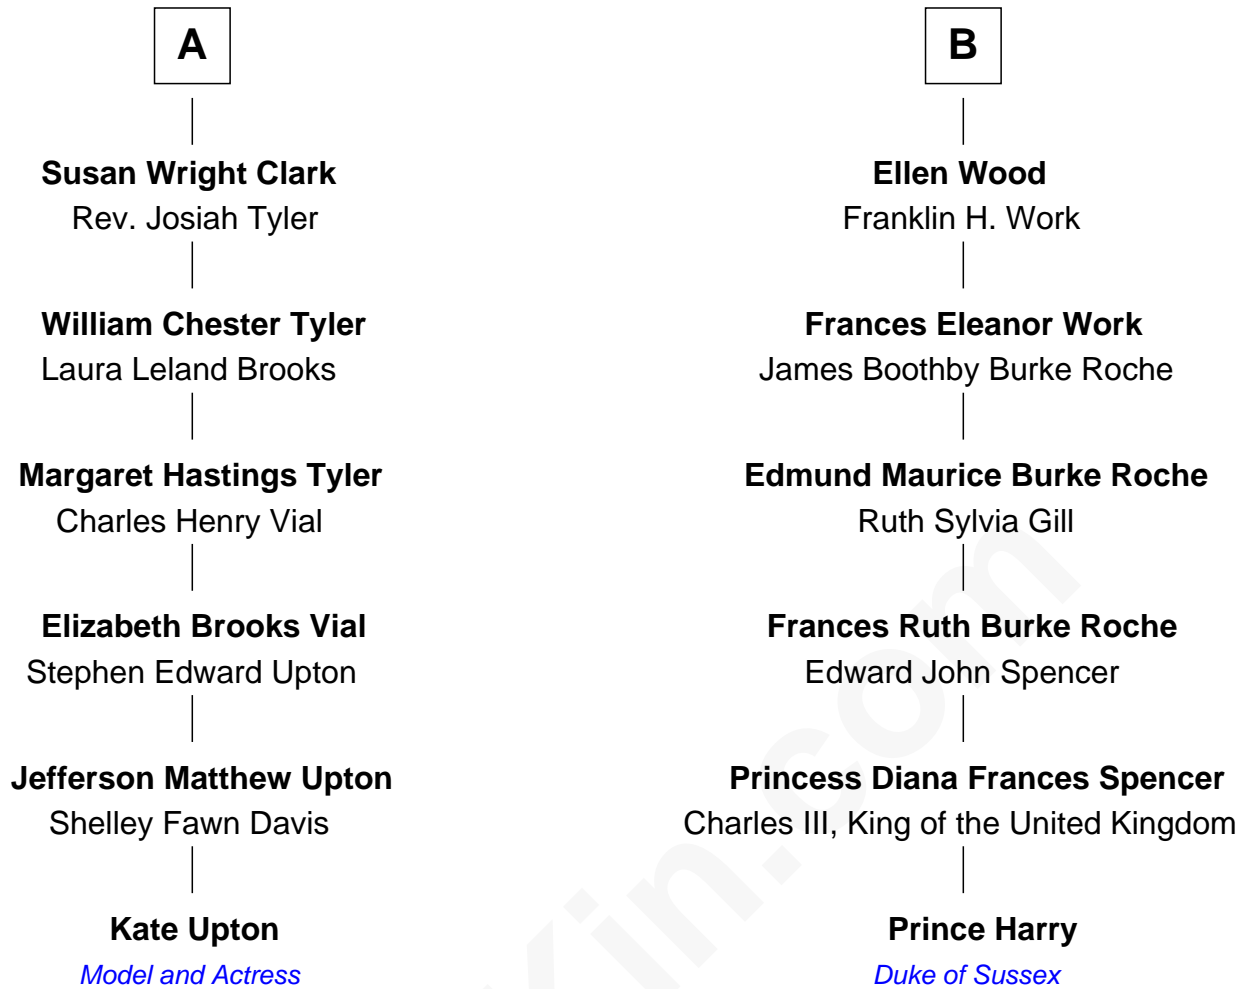 A
Susan Wright Clark
Rev. Josiah Tyler
William Chester Tyler
Laura Leland Brooks
Margaret Hastings Tyler
Charles Henry Vial
Elizabeth Brooks Vial
Stephen Edward Upton
Jefferson Matthew Upton
Shelley Fawn Davis
Kate Upton
Model and Actress
B
Ellen Wood
Franklin H. Work
Frances Eleanor Work
James Boothby Burke Roche
Edmund Maurice Burke Roche
Ruth Sylvia Gill
Frances Ruth Burke Roche
Edward John Spencer
Princess Diana Frances Spencer
Charles III, King of the United Kingdom
Prince Harry
Duke of Sussex